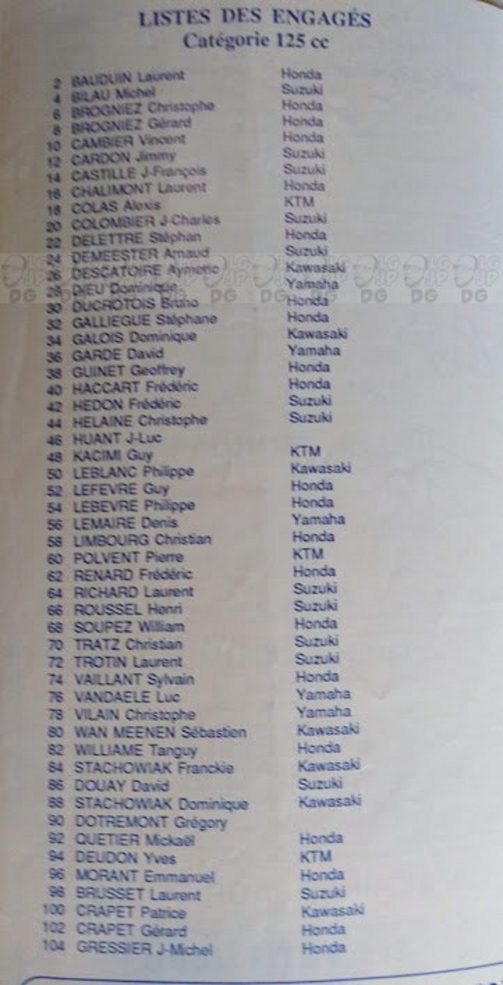 LISTES DES ENGAGÉS
Catégorie 125 cc
2 BAUDUIN Laurent Honda
4 BILAU Michel Suzuki
6 BROGNIEZ Christophe Honda
8 BROGNIEZ Gérard Honda
10 CAMBIER Vincent Honda
12 CARDON Jimmy Suzuki
14 CASTILLE J-François Suzuki
16 CHALIMONT Laurent Honda
18 COLAS Alexis KTM
20 COLOMBIER J-Charles Suzuki
22 DELETTRE Stéphan Honda
24 DEMEESTER Arnaud Suzuki
26 DESCATOIRE Aymeric Kawasaki
28 DIEU Dominique Yamaha
30 DUCROTOIS Bruno Honda
32 GALLIEGUE Stéphane Honda
34 GALOIS Dominique Kawasaki
36 GARDE David Yamaha
38 GUINET Geoffrey Honda
40 HACCART Frédéric Honda
42 HEDON Frédéric Suzuki
44 HELAINE Christophe Suzuki
46 HUANT J-Luc
48 KACIMI Guy KTM
50 LEBLANC Philippe Kawasaki
52 LEFEVRE Guy Honda
54 LEBEVRE Philippe Honda
56 LEMAIRE Denis Yamaha
58 LIMBOURG Christian Honda
60 POLVENT Pierre KTM
62 RENARD Frédéric Honda
64 RICHARD Laurent Suzuki
66 ROUSSEL Henri Suzuki
68 SOUPEZ William Honda
70 TRATZ Christian Suzuki
72 TROTIN Laurent Suzuki
74 VAILLANT Sylvain Honda
76 VANDAELE Luc Yamaha
78 VILAIN Christophe Yamaha
80 WAN MEENEN Sébastien Kawasaki
82 WILLIAME Tanguy Honda
84 STACHOWIAK Franckie Kawasaki
86 DOUAY David Suzuki
88 STACHOWIAK Dominique Kawasaki
90 DOTREMONT Grégory
92 QUETIER Mickaël Honda
94 DEUDON Yves KTM
96 MORANT Emmanuel Honda
98 BRUSSET Laurent Suzuki
100 CRAPET Patrice Kawasaki
102 CRAPET Gérard Honda
104 GRESSIER J-Michel Honda